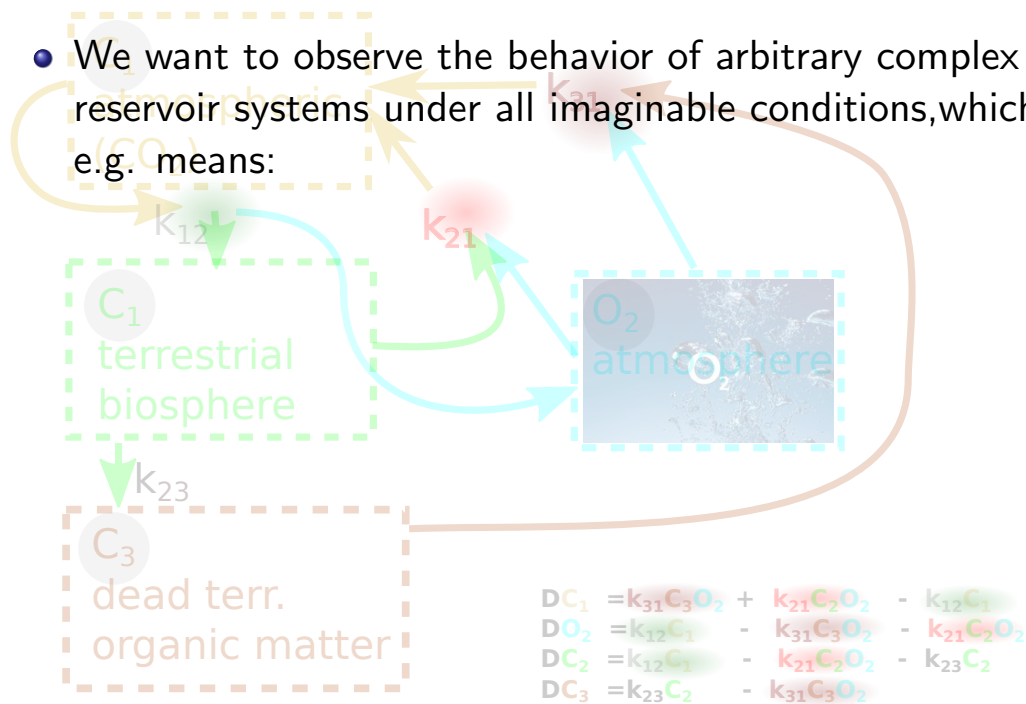 We want to observe the behavior of arbitrary complex
reservoir systems under all imaginable conditions,which
e.g. means:
C₁
atmospheric
(CO₂)
k₃₁
k₁₂
k₂₁
C₁
terrestrial
biosphere
O₂
atmosphere
O₂
k₂₃
C₃
dead terr.
organic matter
DC₁ =k₃₁C₃O₂ + k₂₁C₂O₂ - k₁₂C₁
DO₂ =k₁₂C₁ - k₃₁C₃O₂ - k₂₁C₂O₂
DC₂ =k₁₂C₁ - k₂₁C₂O₂ - k₂₃C₂
DC₃ =k₂₃C₂ - k₃₁C₃O₂